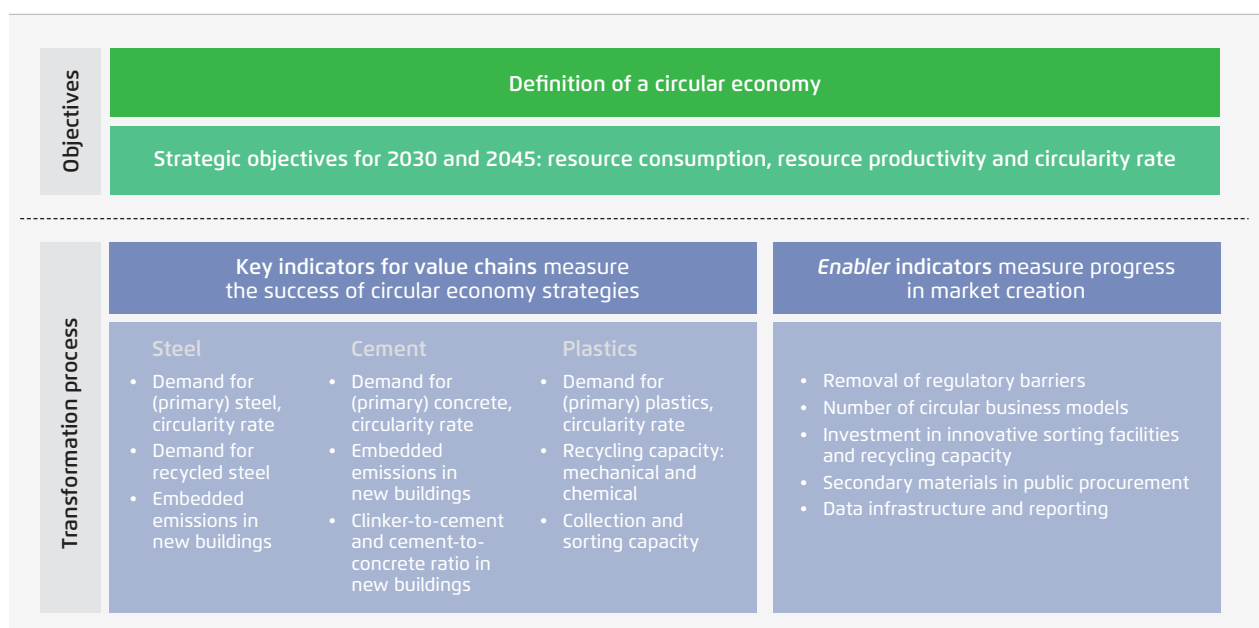 Objectives
Definition of a circular economy
Strategic objectives for 2030 and 2045: resource consumption, resource productivity and circularity rate
Transformation process
Key indicators for value chains measure
the success of circular economy strategies
Steel
• Demand for
(primary) steel,
circularity rate
• Demand for
recycled steel
• Embedded
emissions in
new buildings
Cement
• Demand for
(primary) concrete,
circularity rate
• Embedded
emissions in
new buildings
• Clinker-to-cement
and cement-to-
concrete ratio in
new buildings
Plastics
• Demand for
(primary) plastics,
circularity rate
• Recycling capacity:
mechanical and
chemical
• Collection and
sorting capacity
Enabler indicators measure progress
in market creation
• Removal of regulatory barriers
• Number of circular business models
• Investment in innovative sorting facilities
and recycling capacity
• Secondary materials in public procurement
• Data infrastructure and reporting